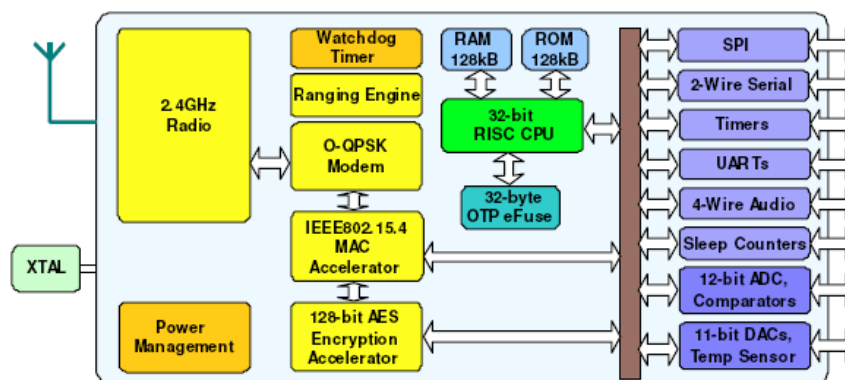 2.4GHz
Radio
Watchdog
Timer
Ranging Engine
O-QPSK
Modem
IEEE802.15.4
MAC
Accelerator
128-bit AES
Encryption
Accelerator
XTAL
Power
Management
RAM
128kB
ROM
128kB
32-bit
RISC CPU
32-byte
OTP eFuse
SPI
2-Wire Serial
Timers
UARTs
4-Wire Audio
Sleep Counters
12-bit ADC,
Comparators
11-bit DACs,
Temp Sensor